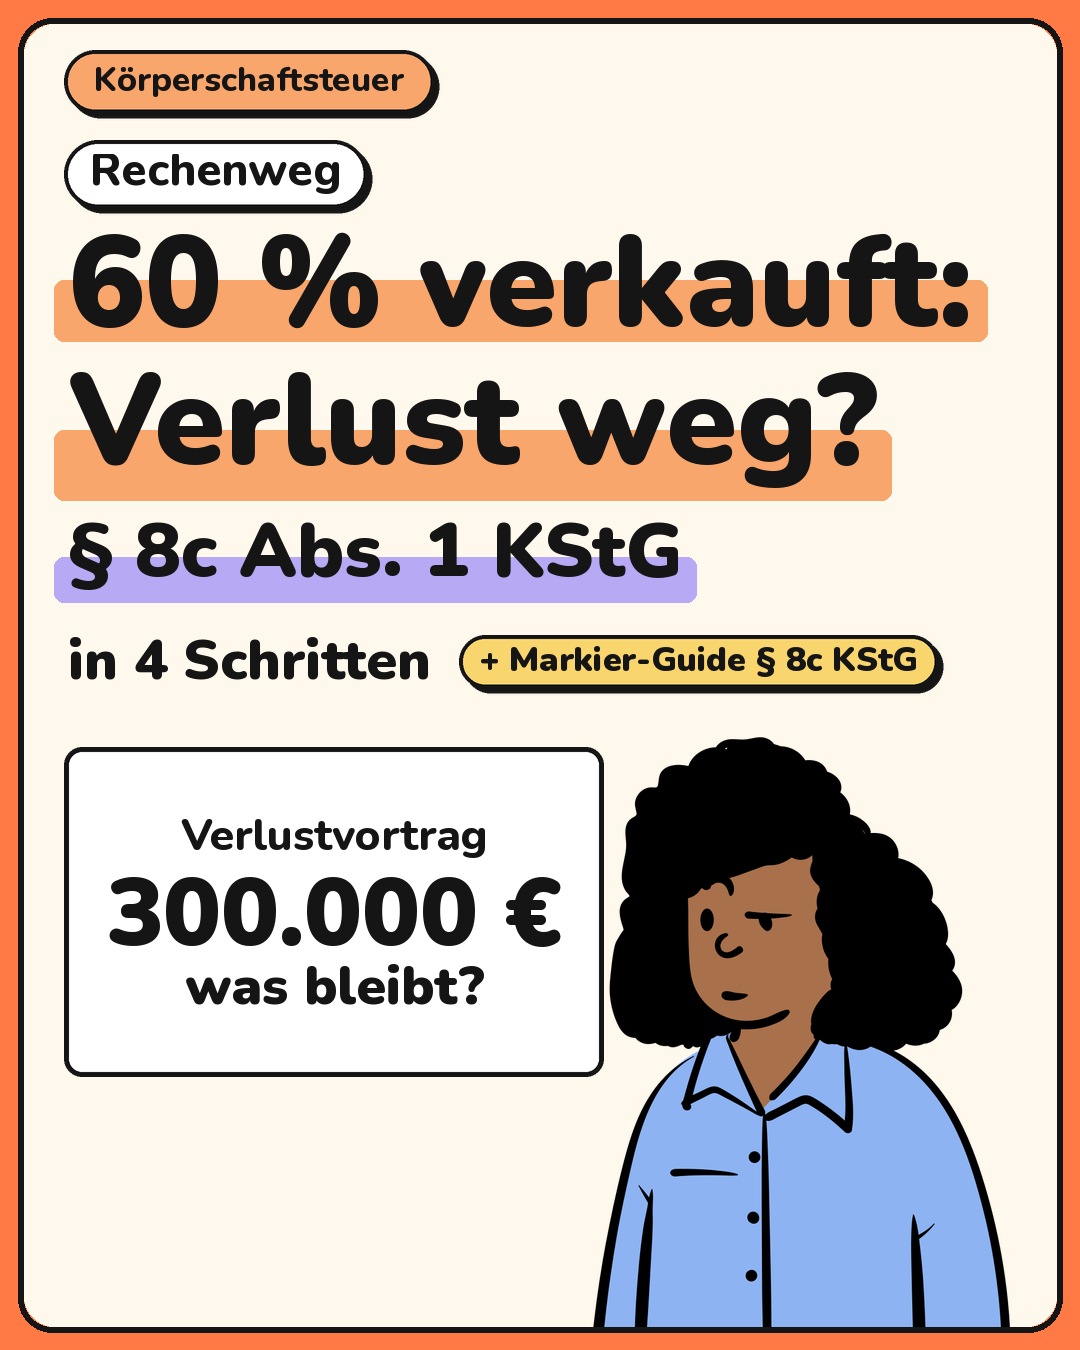 Körperschaftsteuer
Rechenweg
60 % verkauft:
Verlust weg?
§ 8c Abs. 1 KStG
in 4 Schritten
+ Markier-Guide § 8c KStG
Verlustvortrag
300.000 €
was bleibt?